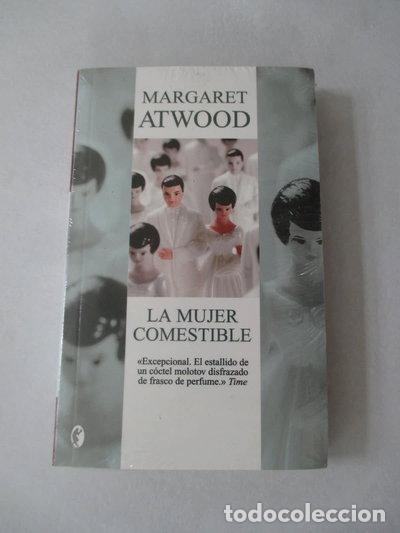 MARGARET
ATWOOD
LA MUJER
COMESTIBLE
«Excepcional. El estallido de
un cóctel molotov disfrazado
de frasco de perfume.» Time
todocoleccion